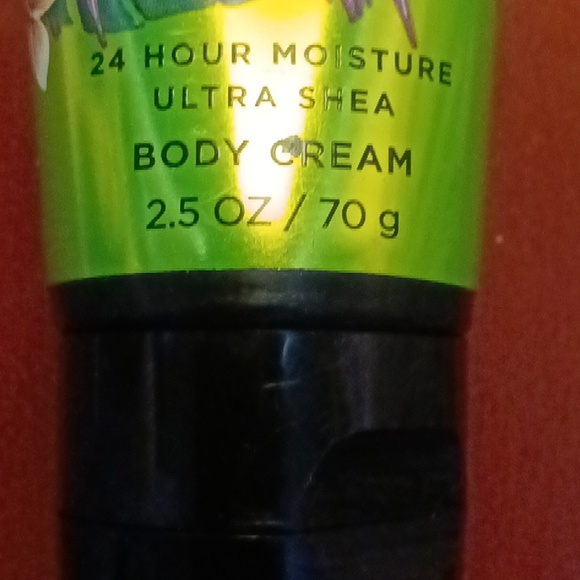 24 HOUR MOISTURE
ULTRA SHEA
BODY CREAM
2.5 OZ / 70 g